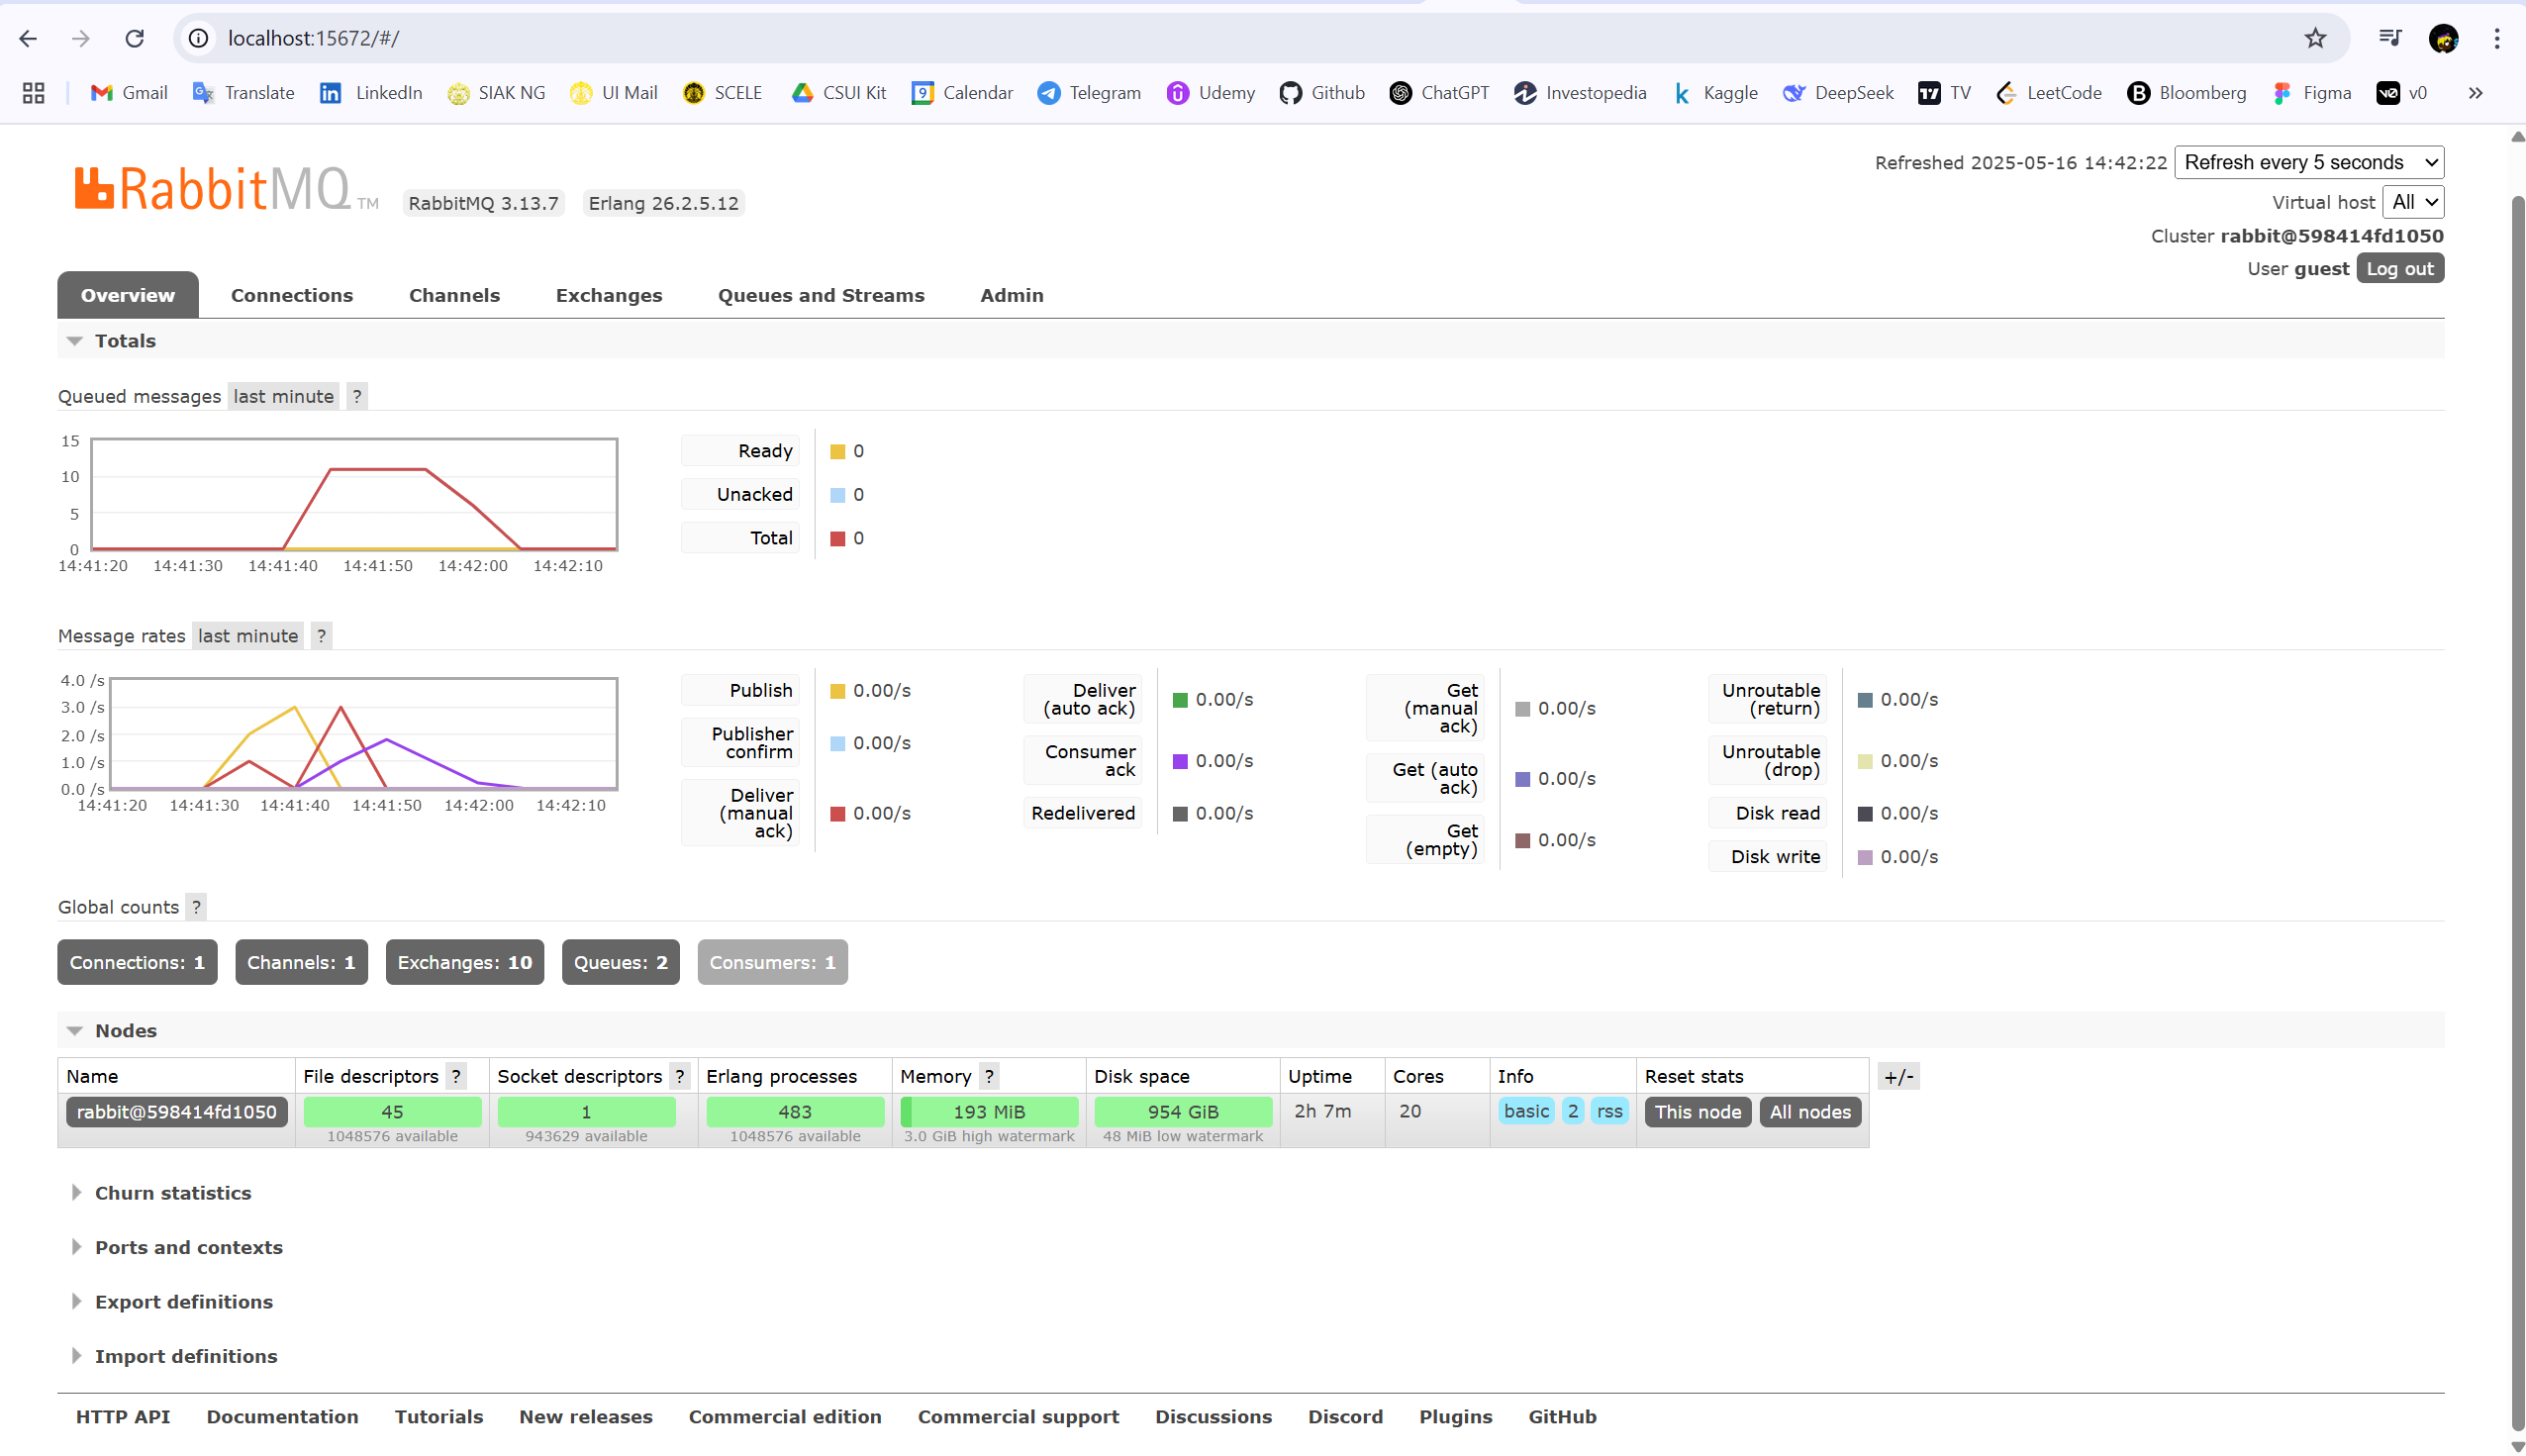 localhost:15672/#/
Gmail Translate LinkedIn SIAK NG UI Mail SCELE CSUI Kit Calendar Telegram Udemy Github ChatGPT Investopedia Kaggle DeepSeek TV LeetCode Bloomberg Figma v0 »
RabbitMQ TM RabbitMQ 3.13.7 Erlang 26.2.5.12
Refreshed 2025-05-16 14:42:22 Refresh every 5 seconds
Virtual host All
Cluster rabbit@598414fd1050
User guest Log out
Overview Connections Channels Exchanges Queues and Streams Admin
Totals
Queued messages last minute ?
15
10
5
0
14:41:20 14:41:30 14:41:40 14:41:50 14:42:00 14:42:10
Ready 0
Unacked 0
Total 0
Message rates last minute ?
4.0 /s
3.0 /s
2.0 /s
1.0 /s
0.0 /s
14:41:20 14:41:30 14:41:40 14:41:50 14:42:00 14:42:10
Publish 0.00/s
Publisher
confirm 0.00/s
Deliver
(manual 0.00/s
ack)
Deliver
(auto ack) 0.00/s
Consumer
ack 0.00/s
Redelivered 0.00/s
Get
(manual 0.00/s
ack)
Get (auto
ack) 0.00/s
Get
(empty) 0.00/s
Unroutable
(return) 0.00/s
Unroutable
(drop) 0.00/s
Disk read 0.00/s
Disk write 0.00/s
Global counts ?
Connections: 1 Channels: 1 Exchanges: 10 Queues: 2 Consumers: 1
Nodes
Name File descriptors ? Socket descriptors ? Erlang processes Memory ? Disk space Uptime Cores Info Reset stats +/-
rabbit@598414fd1050 45 1 483 193 MiB 954 GiB 2h 7m 20 basic 2 rss This node All nodes
1048576 available 943629 available 1048576 available 3.0 GiB high watermark 48 MiB low watermark
Churn statistics
Ports and contexts
Export definitions
Import definitions
HTTP API Documentation Tutorials New releases Commercial edition Commercial support Discussions Discord Plugins GitHub